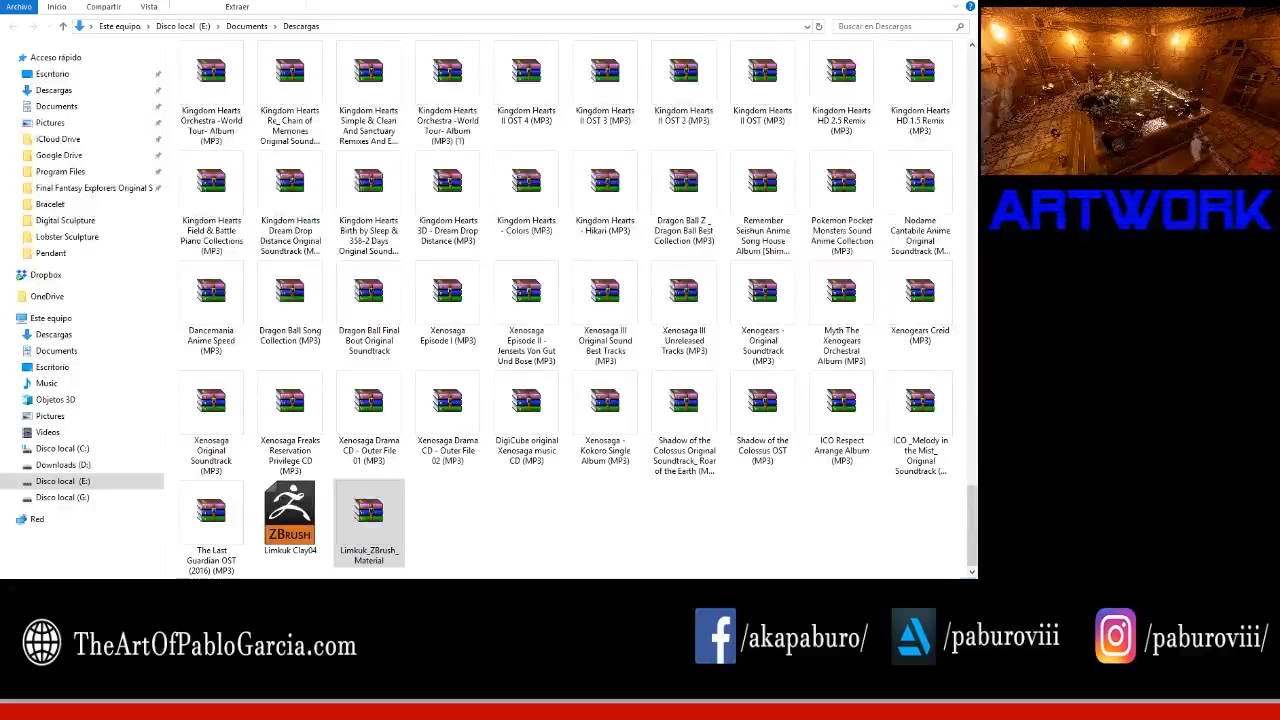 Archivo Inicio Compartir Vista Extraer
Este equipo Disco local (E:) Documents Descargas
Buscar en Descargas
Acceso rápido
Escritorio
Descargas
Documents
Pictures
iCloud Drive
Google Drive
Program Files
Final Fantasy Explorers Original S
Bracelet
Digital Sculpture
Lobster Sculpture
Pendant
Dropbox
OneDrive
Este equipo
Descargas
Documents
Escritorio
Music
Objetos 3D
Pictures
Videos
Disco local (C:)
Downloads (D:)
Disco local (E:)
Disco local (G:)
Red
Kingdom Hearts
Orchestra -World
Tour- Album
(MP3)
Kingdom Hearts
Re_ Chain of
Memories
Original Sound...
Kingdom Hearts
Simple & Clean
And Sanctuary
Remixes And E...
Kingdom Hearts
Orchestra -World
Tour- Album
(MP3) (1)
Kingdom Hearts
II OST 4 (MP3)
Kingdom Hearts
II OST 3 (MP3)
Kingdom Hearts
II OST 2 (MP3)
Kingdom Hearts
II OST (MP3)
Kingdom Hearts
HD 2.5 Remix
(MP3)
Kingdom Hearts
HD 1.5 Remix
(MP3)
Kingdom Hearts
Field & Battle
Piano Collections
(MP3)
Kingdom Hearts
Dream Drop
Distance Original
Soundtrack (M...
Kingdom Hearts
Birth by Sleep &
358-2 Days
Original Sound...
Kingdom Hearts
3D - Dream Drop
Distance (MP3)
Kingdom Hearts
- Colors (MP3)
Kingdom Hearts
- Hikari (MP3)
Dragon Ball Z _
Dragon Ball Best
Collection (MP3)
Remember
Seishun Anime
Song House
Album [Shim...
Pokemon Pocket
Monsters Sound
Anime Collection
(MP3)
Nodame
Cantabile Anime
Original
Soundtrack (M...
Dancemania
Anime Speed
(MP3)
Dragon Ball Song
Collection (MP3)
Dragon Ball Final
Bout Original
Soundtrack
Xenosaga
Episode I (MP3)
Xenosaga
Episode II -
Jenseits Von Gut
Und Bose (MP3)
Xenosaga III
Original Sound
Best Tracks
(MP3)
Xenosaga III
Unreleased
Tracks (MP3)
Xenogears -
Original
Soundtrack
(MP3)
Myth The
Xenogears
Orchestral
Album (MP3)
Xenogears Creid
(MP3)
Xenosaga
Original
Soundtrack
(MP3)
Xenosaga Freaks
Reservation
Privilege CD
(MP3)
Xenosaga Drama
CD - Outer File
01 (MP3)
Xenosaga Drama
CD - Outer File
02 (MP3)
DigiCube original
Xenosaga music
CD (MP3)
Xenosaga -
Kokoro Single
Album (MP3)
Shadow of the
Colossus Original
Soundtrack_ Roar
of the Earth (M...
Shadow of the
Colossus OST
(MP3)
ICO Respect
Arrange Album
(MP3)
ICO _Melody in
the Mist_
Original
Soundtrack (...
The Last
Guardian OST
(2016) (MP3)
ZBRUSH
Limkuk Clay04
Limkuk_ZBrush_
Material
ARTWORK
TheArtOfPabloGarcia.com
/akapaburo/
/paburoviii
/paburoviii/